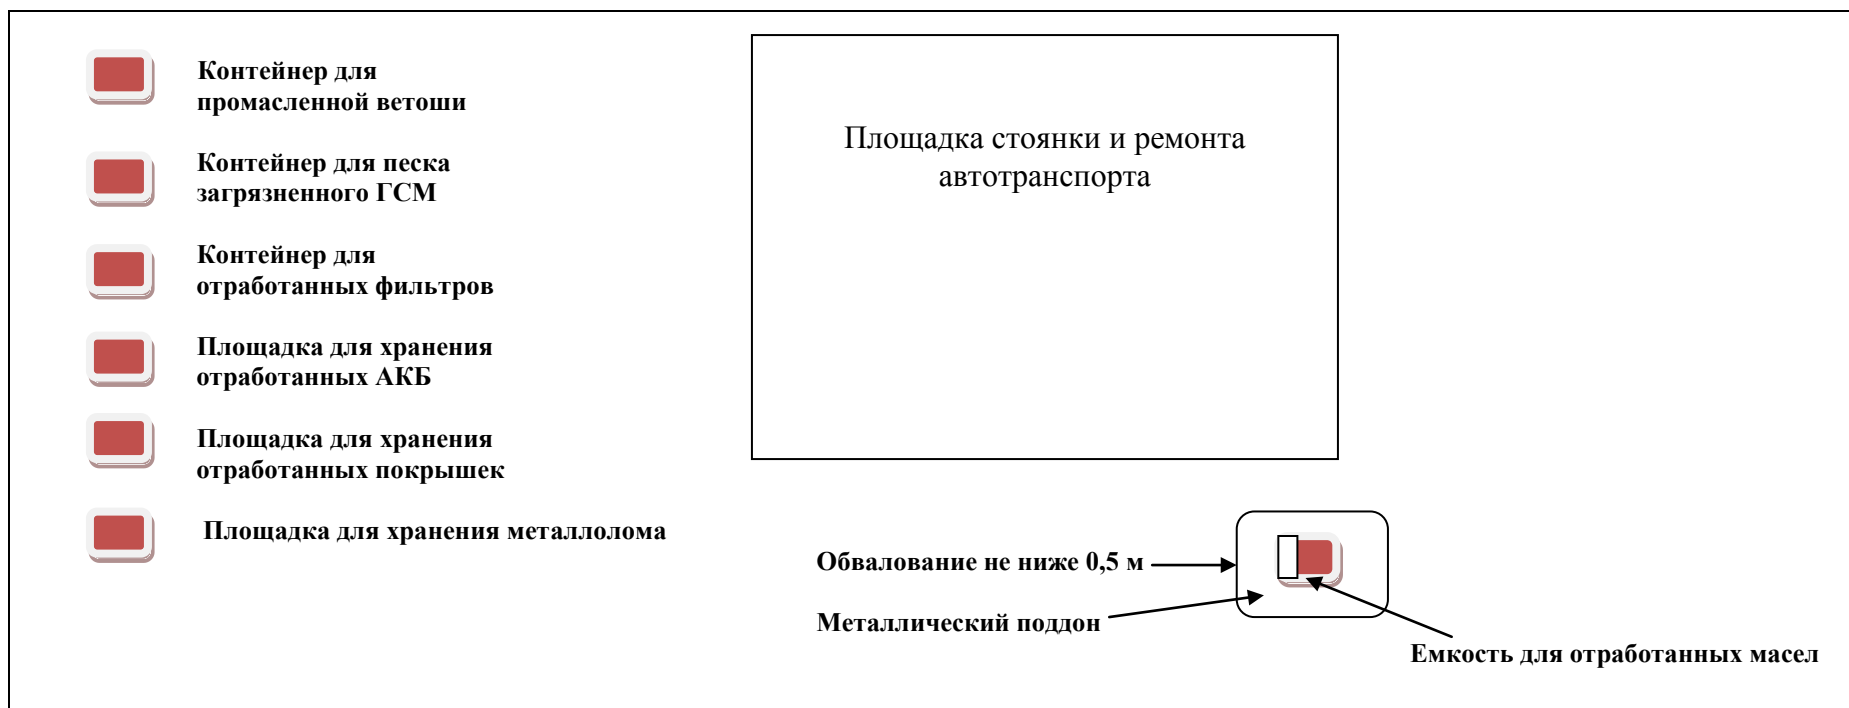 Контейнер для
промасленной ветоши
Контейнер для песка
загрязненного ГСМ
Контейнер для
отработанных фильтров
Площадка для хранения
отработанных АКБ
Площадка для хранения
отработанных покрышек
Площадка для хранения металлолома
Площадка стоянки и ремонта
автотранспорта
Обвалование не ниже 0,5 м
Металлический поддон
Емкость для отработанных масел